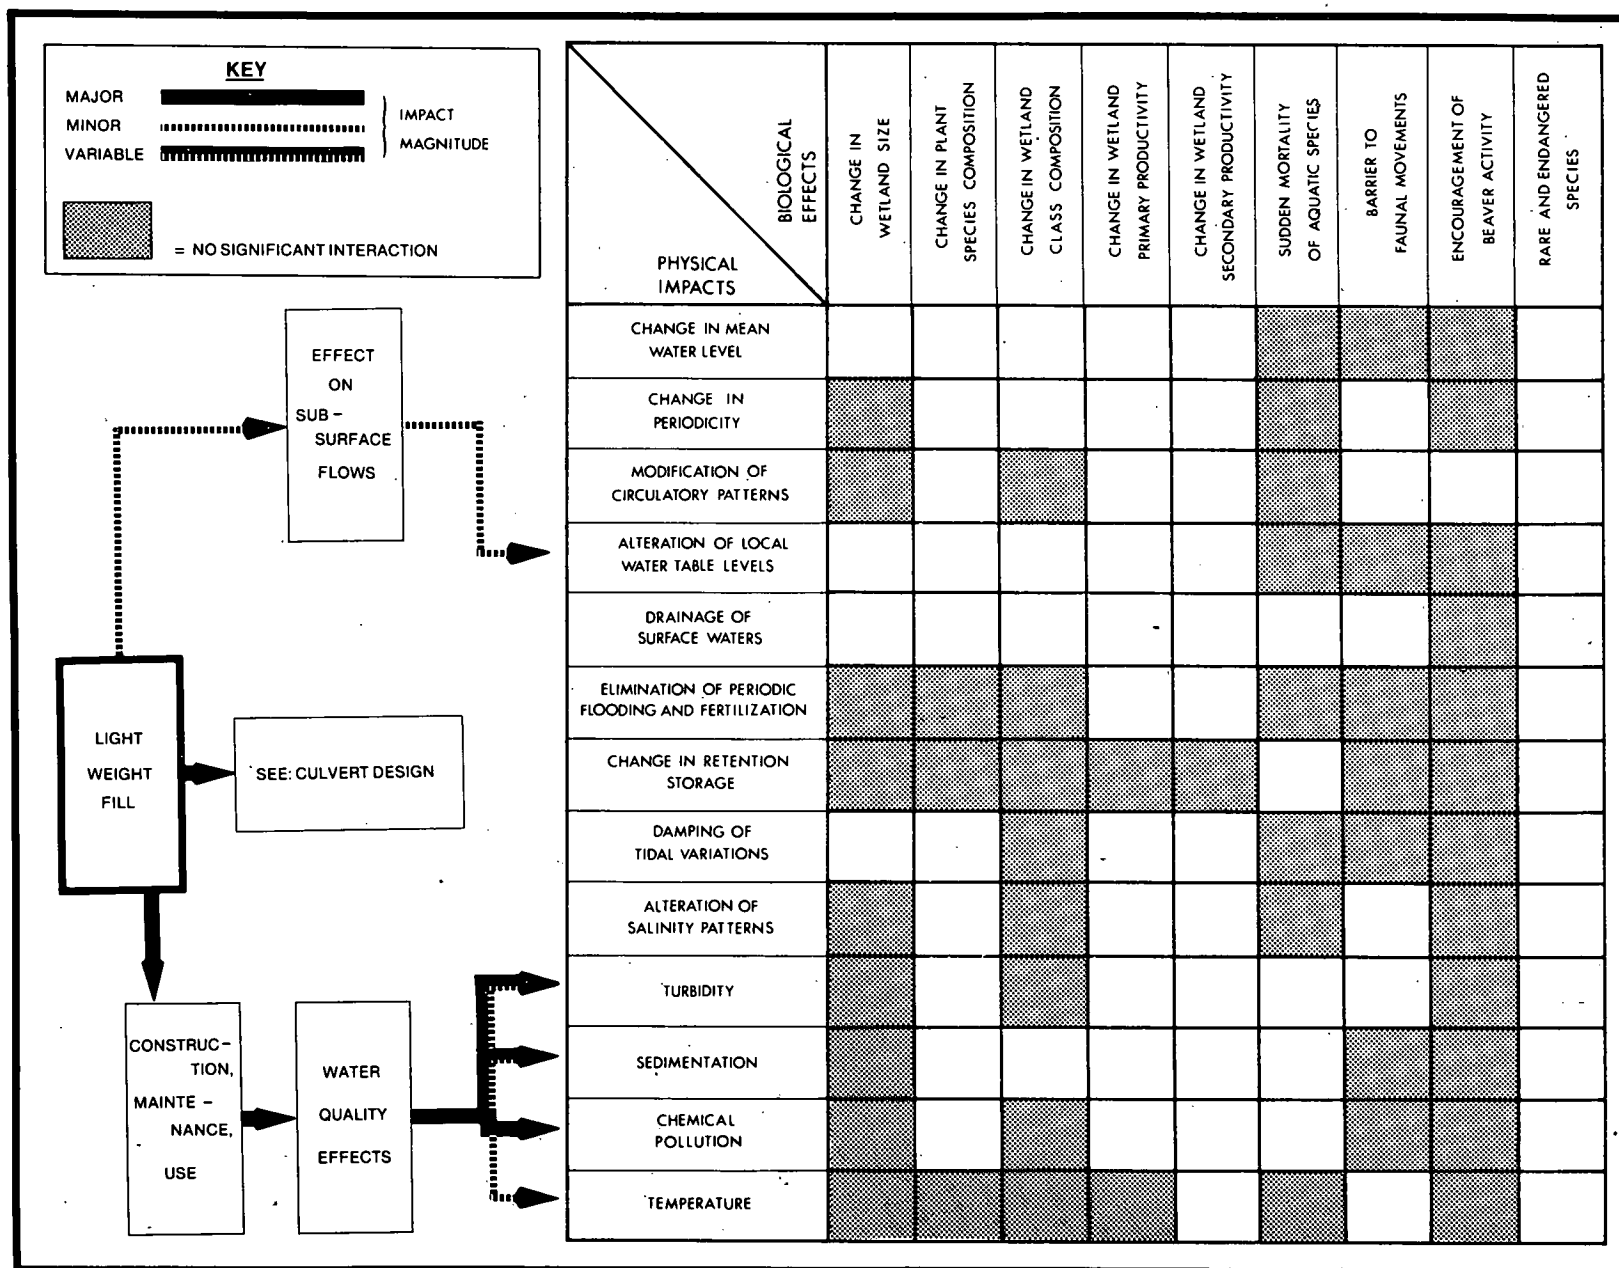 KEY
MAJOR
MINOR
VARIABLE
IMPACT
MAGNITUDE
= NO SIGNIFICANT INTERACTION
EFFECT
ON
SUB-
SURFACE
FLOWS
LIGHT
WEIGHT
FILL
SEE: CULVERT DESIGN
CONSTRUC-
TION,
MAINTE-
NANCE,
USE
WATER
QUALITY
EFFECTS
BIOLOGICAL
EFFECTS
PHYSICAL
IMPACTS
CHANGE IN
WETLAND SIZE
CHANGE IN PLANT
SPECIES COMPOSITION
CHANGE IN WETLAND
CLASS COMPOSITION
CHANGE IN WETLAND
PRIMARY PRODUCTIVITY
CHANGE IN WETLAND
SECONDARY PRODUCTIVITY
SUDDEN MORTALITY
OF AQUATIC SPECIES
BARRIER TO
FAUNAL MOVEMENTS
ENCOURAGEMENT OF
BEAVER ACTIVITY
RARE AND ENDANGERED
SPECIES
CHANGE IN MEAN
WATER LEVEL
CHANGE IN
PERIODICITY
MODIFICATION OF
CIRCULATORY PATTERNS
ALTERATION OF LOCAL
WATER TABLE LEVELS
DRAINAGE OF
SURFACE WATERS
ELIMINATION OF PERIODIC
FLOODING AND FERTILIZATION
CHANGE IN RETENTION
STORAGE
DAMPING OF
TIDAL VARIATIONS
ALTERATION OF
SALINITY PATTERNS
TURBIDITY
SEDIMENTATION
CHEMICAL
POLLUTION
TEMPERATURE